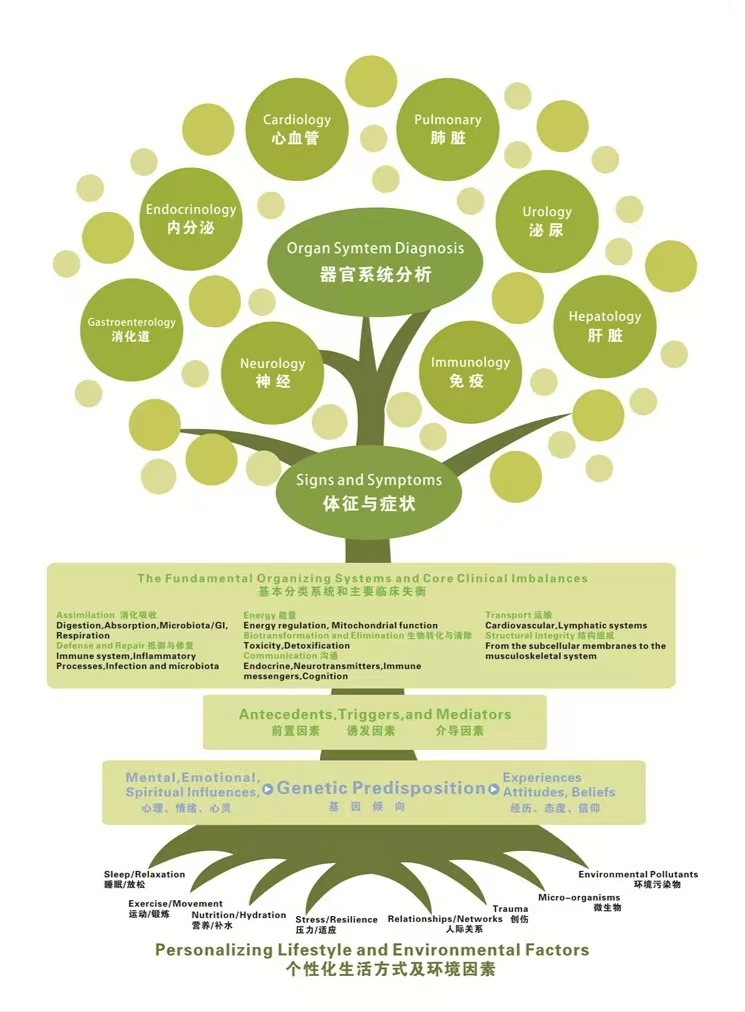 Cardiology
心血管
Pulmonary
肺脏
Endocrinology
内分泌
Urology
泌尿
Organ Symtem Diagnosis
器官系统分析
Gastroenterology
消化道
Hepatology
肝脏
Neurology
神经
Immunology
免疫
Signs and Symptoms
体征与症状
The Fundamental Organizing Systems and Core Clinical Imbalances
基本分类系统和主要临床失衡
Assimilation 消化吸收
Digestion,Absorption,Microbiota/GI,
Respiration
Defense and Repair 抵御与修复
Immune system,Inflammatory
Processes,Infection and microbiota
Energy 能量
Energy regulation, Mitochondrial function
Biotransformation and Elimination 生物转化与清除
Toxicity,Detoxification
Communication 沟通
Endocrine,Neurotransmitters,Immune
messengers,Cognition
Transport 运输
Cardiovascular,Lymphatic systems
Structural Integrity 结构组成
From the subcellular membranes to the
musculoskeletal system
Antecedents,Triggers,and Mediators
前置因素 诱发因素 介导因素
Mental,Emotional,
Spiritual Influences,
心理、情绪、心灵
Genetic Predisposition
基因倾向
Experiences
Attitudes, Beliefs
经历、态度、信仰
Sleep/Relaxation
睡眠/放松
Exercise/Movement
运动/锻炼
Nutrition/Hydration
营养/补水
Stress/Resilience
压力/适应
Relationships/Networks
人际关系
Trauma
创伤
Micro-organisms
微生物
Environmental Pollutants
环境污染物
Personalizing Lifestyle and Environmental Factors
个性化生活方式及环境因素